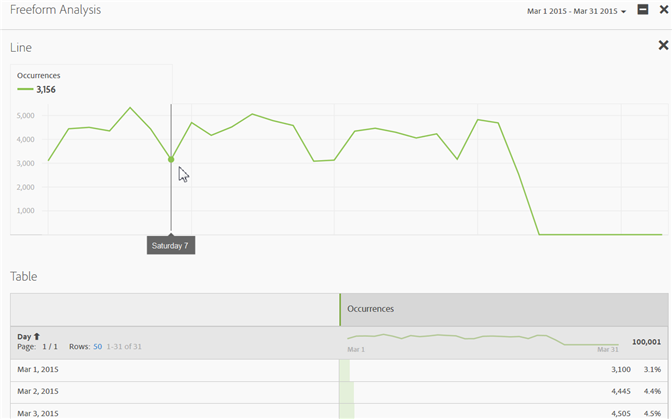 Freeform Analysis
Mar 1 2015 - Mar 31 2015
Line
Occurrences
3,156
5,000
4,000
3,000
2,000
1,000
Saturday 7
Table
Occurrences
Day
Page: 1 / 1 Rows: 50 1-31 of 31
Mar 1 Mar 31
100,001
Mar 1, 2015 3,100 3.1%
Mar 2, 2015 4,445 4.4%
Mar 3, 2015 4,505 4.5%